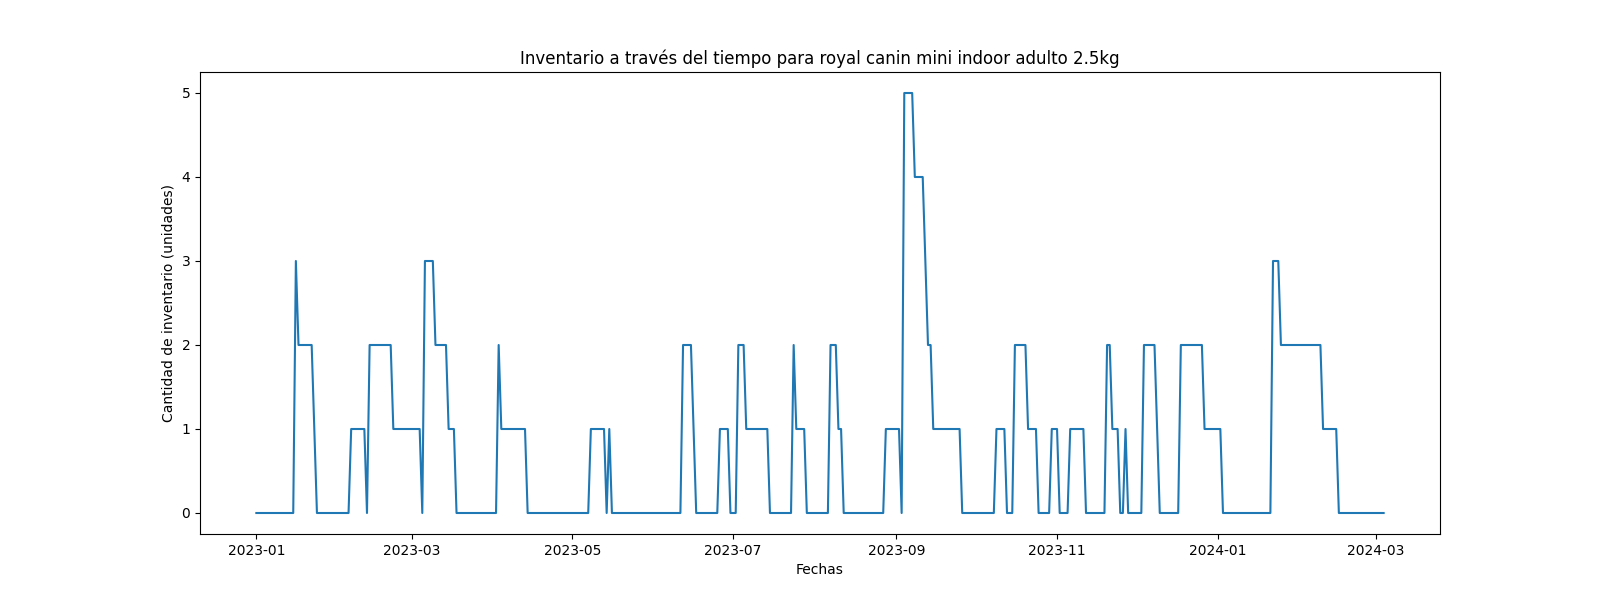 Inventario a través del tiempo para royal canin mini indoor adulto 2.5kg
Cantidad de inventario (unidades)
5
4
3
2
1
0
2023-01 2023-03 2023-05 2023-07 2023-09 2023-11 2024-01 2024-03
Fechas